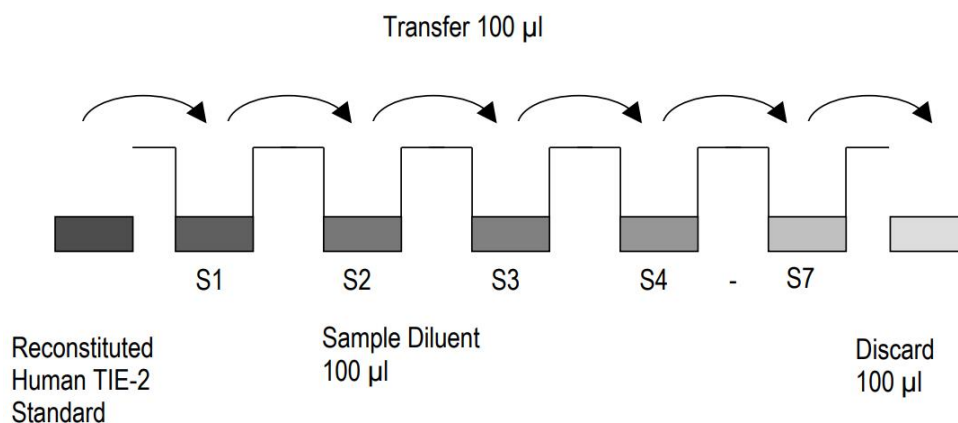 Transfer 100 µl
S1 S2 S3 S4 - S7
Reconstituted
Human TIE-2
Standard
Sample Diluent
100 µl
Discard
100 µl